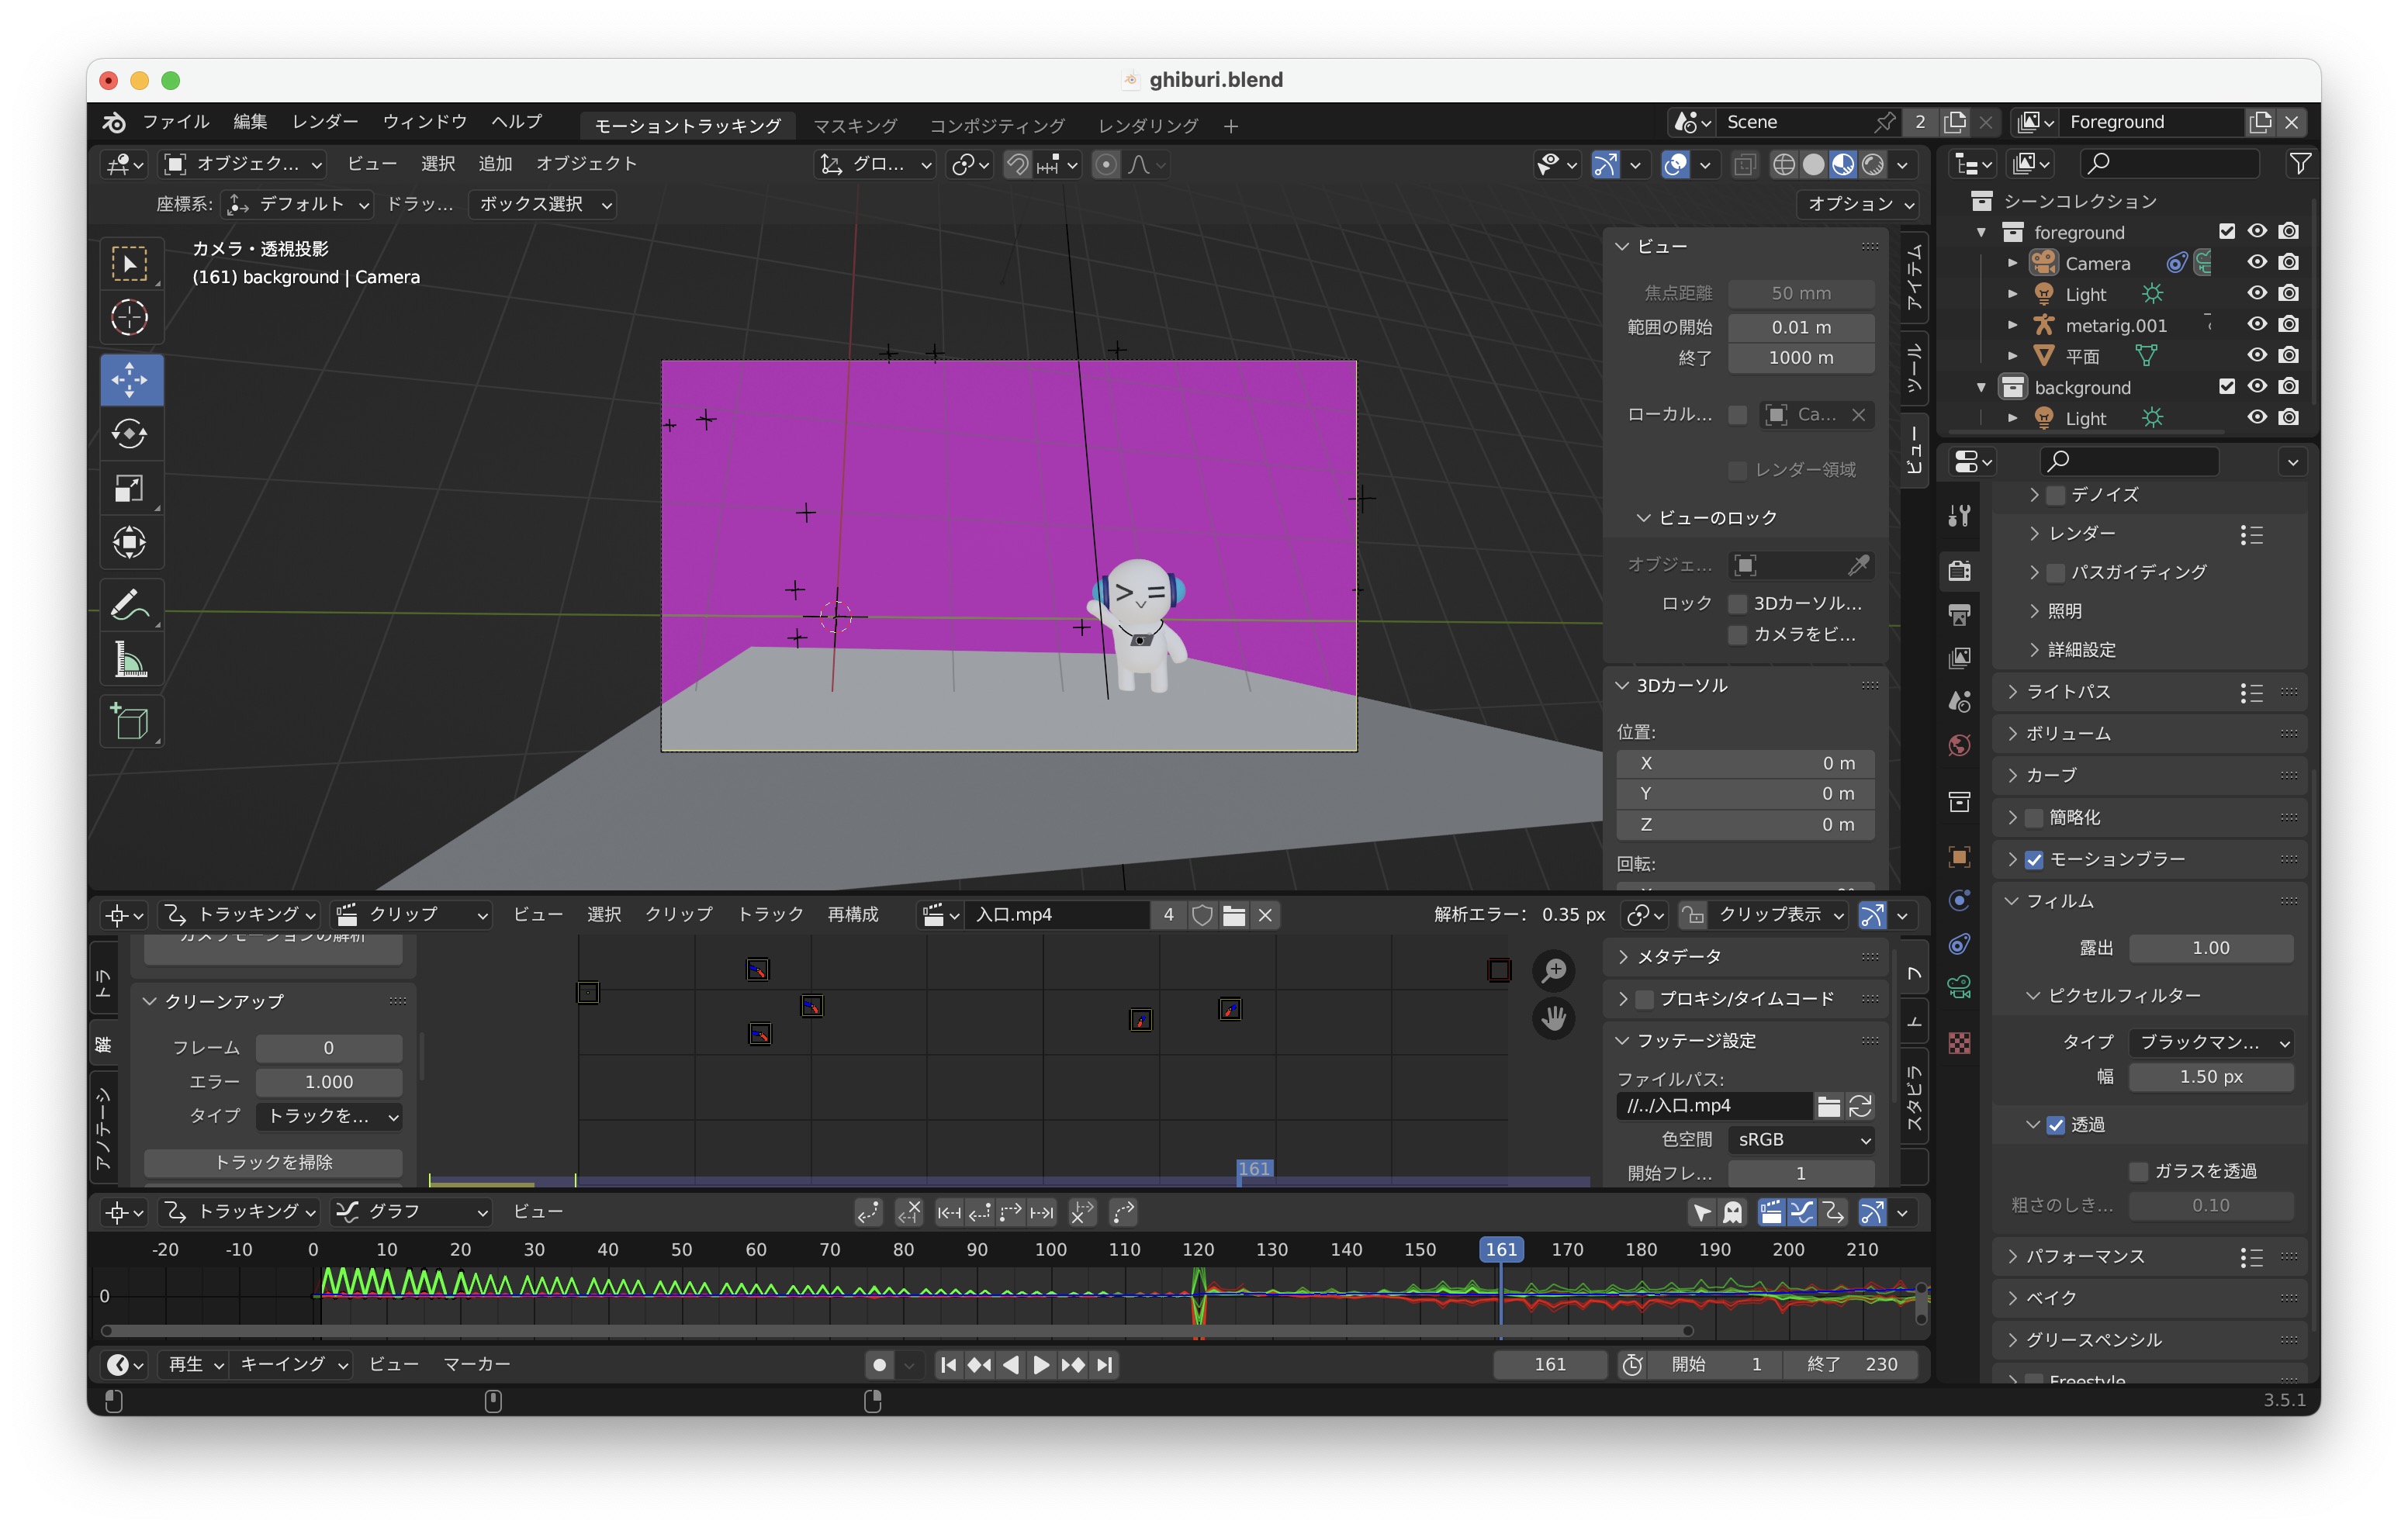 ghiburi.blend
ファイル 編集 レンダー ウィンドウ ヘルプ モーショントラッキング マスキング コンポジティング レンダリング + Scene 2 Foreground
オブジェク... ビュー 選択 追加 オブジェクト グロ...
座標系: デフォルト ドラッ... ボックス選択 オプション
カメラ・透視投影
(161) background | Camera
ビュー
焦点距離 50 mm
範囲の開始 0.01 m
終了 1000 m
ローカル... Ca...
レンダー領域
ビューのロック
オブジェ...
ロック 3Dカーソル...
カメラをビ...
3Dカーソル
位置:
X 0 m
Y 0 m
Z 0 m
回転:
アイテム
ツール
ビュー
シーンコレクション
foreground
Camera
Light
metarig.001
平面
background
Light
デノイズ
レンダー
パスガイディング
照明
詳細設定
ライトパス
ボリューム
カーブ
簡略化
モーションブラー
フィルム
露出 1.00
ピクセルフィルター
タイプ ブラックマン...
幅 1.50 px
透過
ガラスを透過
粗さのしき... 0.10
パフォーマンス
ベイク
グリースペンシル
Freestyle
トラッキング クリップ ビュー 選択 クリップ トラック 再構成 入口.mp4 4 解析エラー: 0.35 px クリップ表示
カメラモーションの解析
クリーンアップ
フレーム 0
エラー 1.000
タイプ トラックを...
トラックを掃除
トラ
解
アノテーシ
161
メタデータ
プロキシ/タイムコード
フッテージ設定
ファイルパス:
//../入口.mp4
色空間 sRGB
開始フレ... 1
フ
ト
スタビラ
トラッキング グラフ ビュー
-20 -10 0 10 20 30 40 50 60 70 80 90 100 110 120 130 140 150 161 170 180 190 200 210
0
再生 キーイング ビュー マーカー 161 開始 1 終了 230
3.5.1